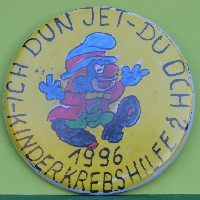 -ICH DUN JET-DU OCH?
KINDERKREBSHILFE
1996